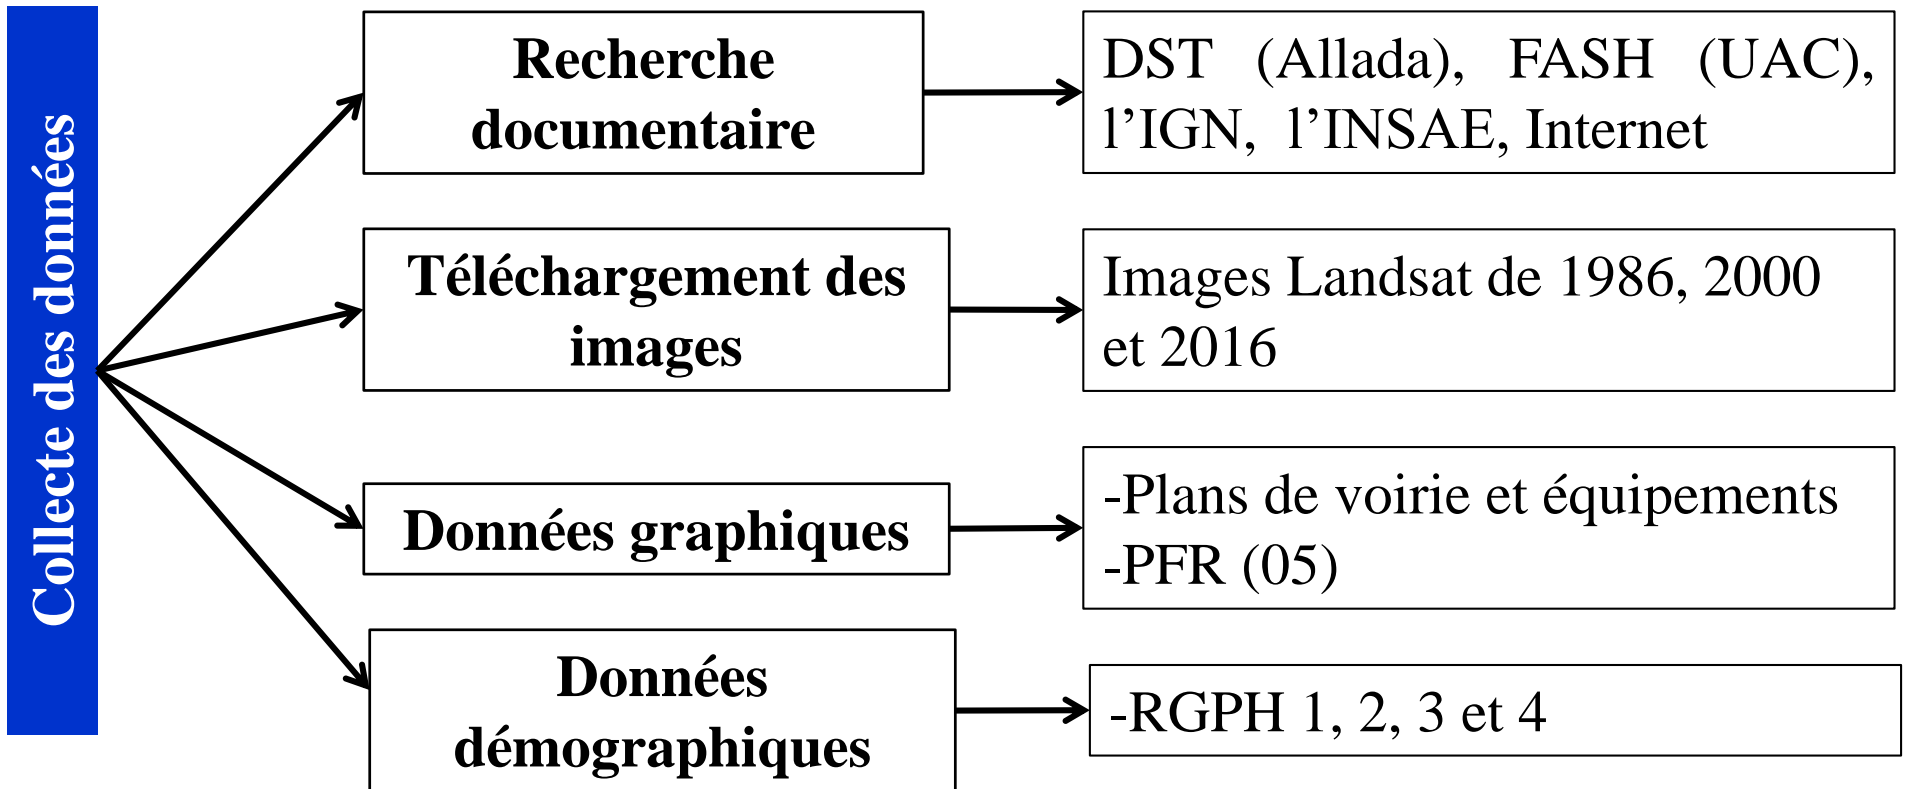 Collecte des données
Recherche
documentaire
DST (Allada), FASH (UAC),
l’IGN, l’INSAE, Internet
Téléchargement des
images
Images Landsat de 1986, 2000
et 2016
Données graphiques
-Plans de voirie et équipements
-PFR (05)
Données
démographiques
-RGPH 1, 2, 3 et 4